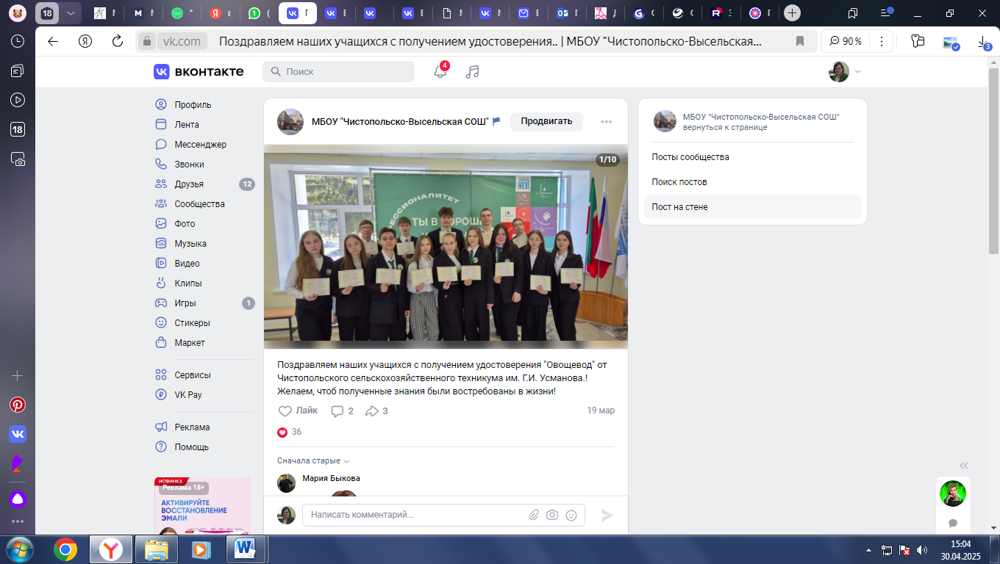 18
vk.com
Поздравляем наших учащихся с получением удостоверения.. | МБОУ "Чистопольско-Высельская...
90 %
3
18
вконтакте
Поиск
4
Профиль
Лента
Мессенджер
Звонки
Друзья
12
Сообщества
Фото
Музыка
Видео
Клипы
Игры
1
Стикеры
Маркет
Сервисы
VK Pay
Реклама
Помощь
НОВИНКА
Реклама 18+
АКТИВИРУЙТЕ
ВОССТАНОВЛЕНИЕ
ЭМАЛИ
МБОУ "Чистопольско-Высельская СОШ"
Продвигать
1/10
ЕССИОНАЛИТЕТ
ТЫ В ХОРОШ
Поздравляем наших учащихся с получением удостоверения "Овощевод" от
Чистопольского сельскохозяйственного техникума им. Г.И. Усманова.!
Желаем, чтоб полученные знания были востребованы в жизни!
Лайк
2
3
19 мар
36
Сначала старые
Мария Быкова
Написать комментарий...
МБОУ "Чистопольско-Высельская СОШ"
вернуться к странице
Посты сообщества
Поиск постов
Пост на стене
15:04
30.04.2025